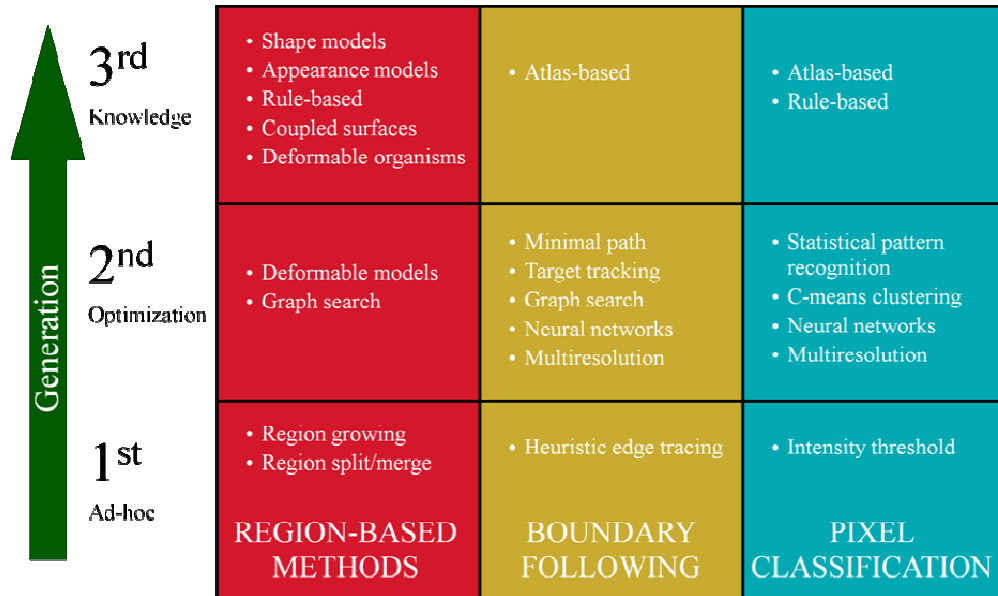 Generation
3rd
Knowledge
• Shape models
• Appearance models
• Rule-based
• Coupled surfaces
• Deformable organisms
• Atlas-based
• Atlas-based
• Rule-based
2nd
Optimization
• Deformable models
• Graph search
• Minimal path
• Target tracking
• Graph search
• Neural networks
• Multiresolution
• Statistical pattern
recognition
• C-means clustering
• Neural networks
• Multiresolution
1st
Ad-hoc
• Region growing
• Region split/merge
• Heuristic edge tracing
• Intensity threshold
REGION-BASED
METHODS
BOUNDARY
FOLLOWING
PIXEL
CLASSIFICATION